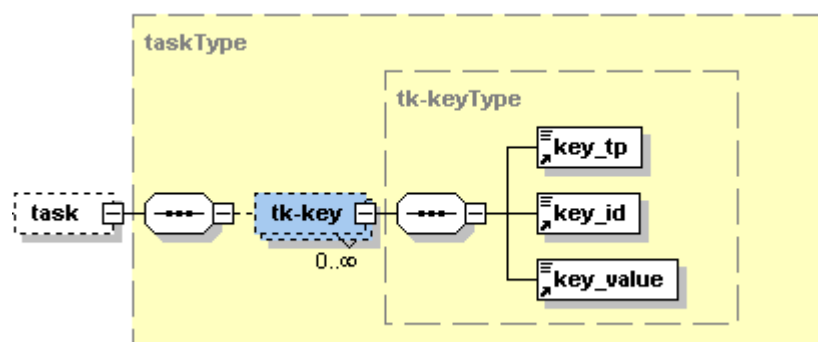 taskType
tk-keyType
key_tp
task
tk-key
key_id
0..∞
key_value